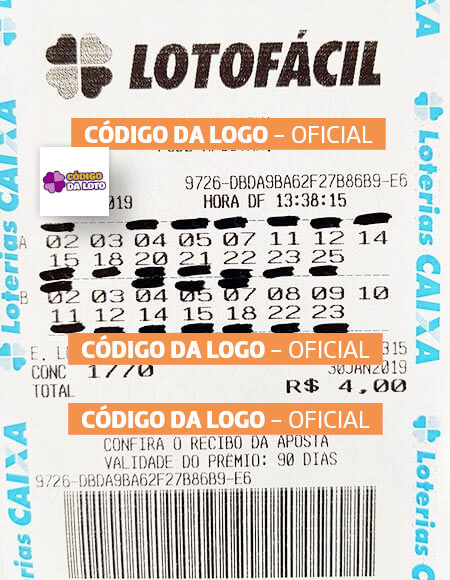 LOTOFÁCIL
CÓDIGO DA LOGO – OFICIAL
CÓDIGO DA LOTO
9726-DBDA9BA62F27B86B9-E6
2019 HORA DF 13:38:15
A 02 03 04 05 07 11 12 14
15 18 20 21 22 23 25
B 02 03 04 05 07 08 09 10
11 12 14 15 18 22 23
CÓDIGO DA LOGO – OFICIAL
315
CONC 1770 30JAN2019
TOTAL R$ 4,00
CÓDIGO DA LOGO – OFICIAL
CONFIRA O RECIBO DA APOSTA
VALIDADE DO PRÊMIO: 90 DIAS
9726-DBDA9BA62F27B86B9-E6
Loterias CAIXA
Loterias CAIXA
Loterias CAIXA